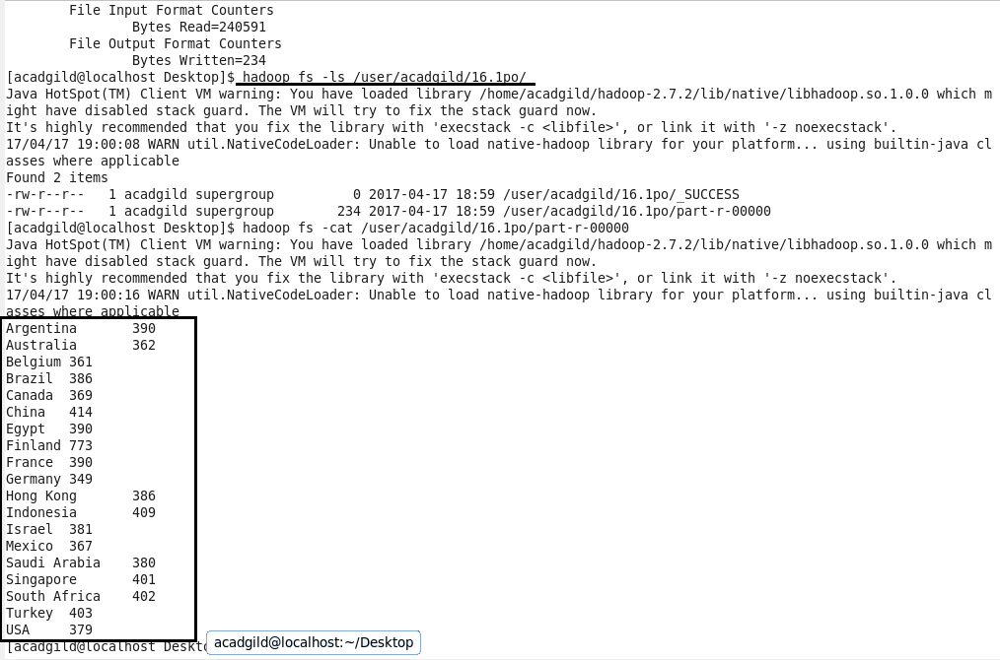 File Input Format Counters
Bytes Read=240591
File Output Format Counters
Bytes Written=234
[acadgild@localhost Desktop]$ hadoop fs -ls /user/acadgild/16.1po/
Java HotSpot(TM) Client VM warning: You have loaded library /home/acadgild/hadoop-2.7.2/lib/native/libhadoop.so.1.0.0 which m
ight have disabled stack guard. The VM will try to fix the stack guard now.
It's highly recommended that you fix the library with 'execstack -c <libfile>', or link it with '-z noexecstack'.
17/04/17 19:00:08 WARN util.NativeCodeLoader: Unable to load native-hadoop library for your platform... using builtin-java cl
asses where applicable
Found 2 items
-rw-r--r--   1 acadgild supergroup          0 2017-04-17 18:59 /user/acadgild/16.1po/_SUCCESS
-rw-r--r--   1 acadgild supergroup        234 2017-04-17 18:59 /user/acadgild/16.1po/part-r-00000
[acadgild@localhost Desktop]$ hadoop fs -cat /user/acadgild/16.1po/part-r-00000
Java HotSpot(TM) Client VM warning: You have loaded library /home/acadgild/hadoop-2.7.2/lib/native/libhadoop.so.1.0.0 which m
ight have disabled stack guard. The VM will try to fix the stack guard now.
It's highly recommended that you fix the library with 'execstack -c <libfile>', or link it with '-z noexecstack'.
17/04/17 19:00:16 WARN util.NativeCodeLoader: Unable to load native-hadoop library for your platform... using builtin-java cl
asses where applicable
Argentina       390
Australia       362
Belgium 361
Brazil  386
Canada  369
China   414
Egypt   390
Finland 773
France  390
Germany 349
Hong Kong       386
Indonesia       409
Israel  381
Mexico  367
Saudi Arabia    380
Singapore       401
South Africa    402
Turkey  403
USA     379
[acadgild@localhost Deskto
acadgild@localhost:~/Desktop